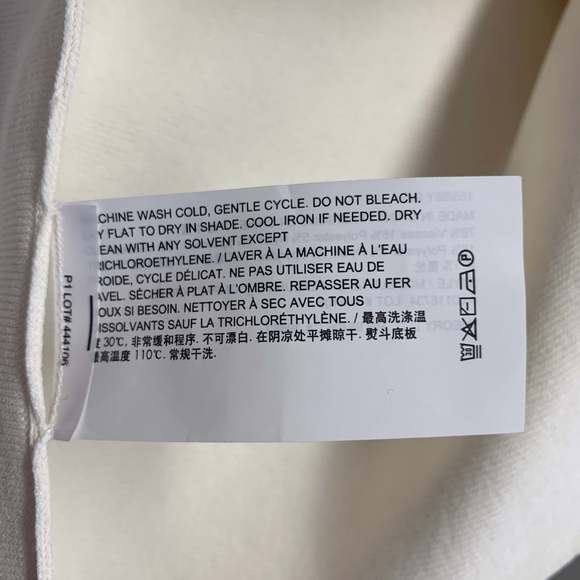 CHINE WASH COLD, GENTLE CYCLE. DO NOT BLEACH.
Y FLAT TO DRY IN SHADE. COOL IRON IF NEEDED. DRY
EAN WITH ANY SOLVENT EXCEPT
RICHLOROETHYLENE. / LAVER À LA MACHINE À L'EAU
ROIDE, CYCLE DÉLICAT. NE PAS UTILISER EAU DE
AVEL. SÉCHER À PLAT À L'OMBRE. REPASSER AU FER
OUX SI BESOIN. NETTOYER À SEC AVEC TOUS
ISSOLVANTS SAUF LA TRICHLORÉTHYLÈNE. / 最高洗涤温
度 30℃, 非常缓和程序. 不可漂白. 在阴凉处平摊晾干. 熨斗底板
最高温度 110℃. 常规干洗.
P1 LOT# 444106